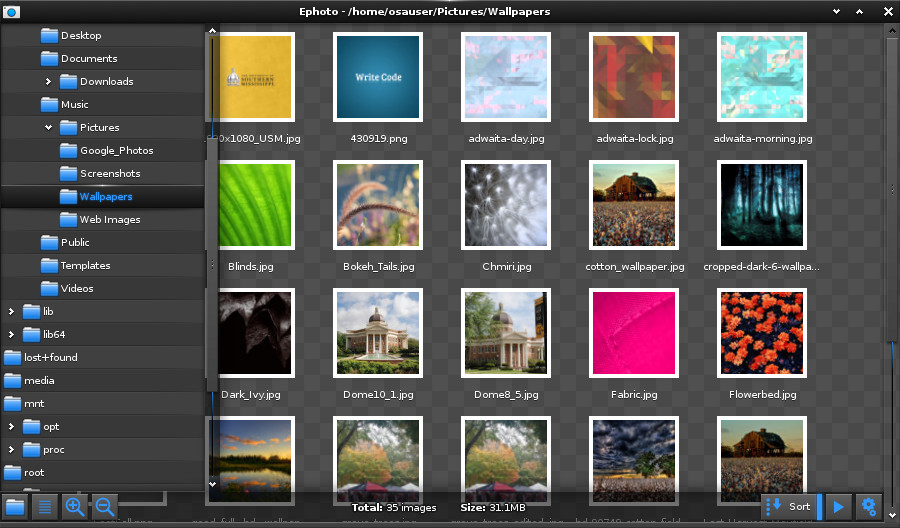 Ephoto - /home/osauser/Pictures/Wallpapers
Desktop
Documents
Downloads
Music
Pictures
Google_Photos
Screenshots
Wallpapers
Web Images
Public
Templates
Videos
lib
lib64
lost+found
media
mnt
opt
proc
root
SOUTHERN
MISSISSIPPI
Write Code
0x1080_USM.jpg
430919.png
adwaita-day.jpg
adwaita-lock.jpg
adwaita-morning.jpg
Blinds.jpg
Bokeh_Tails.jpg
Chmiri.jpg
cotton_wallpaper.jpg
cropped-dark-6-wallpa...
Dark_Ivy.jpg
Dome10_1.jpg
Dome8_5.jpg
Fabric.jpg
Flowerbed.jpg
Total: 35 images
Size: 31.1MB
Sort